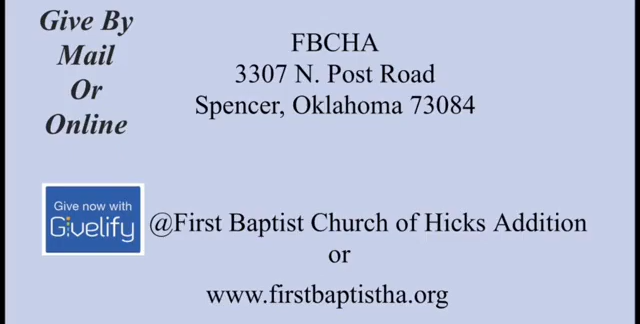 Give By
Mail
Or
Online
FBCHA
3307 N. Post Road
Spencer, Oklahoma 73084
Give now with
Givelify
@First Baptist Church of Hicks Addition
or
www.firstbaptistha.org